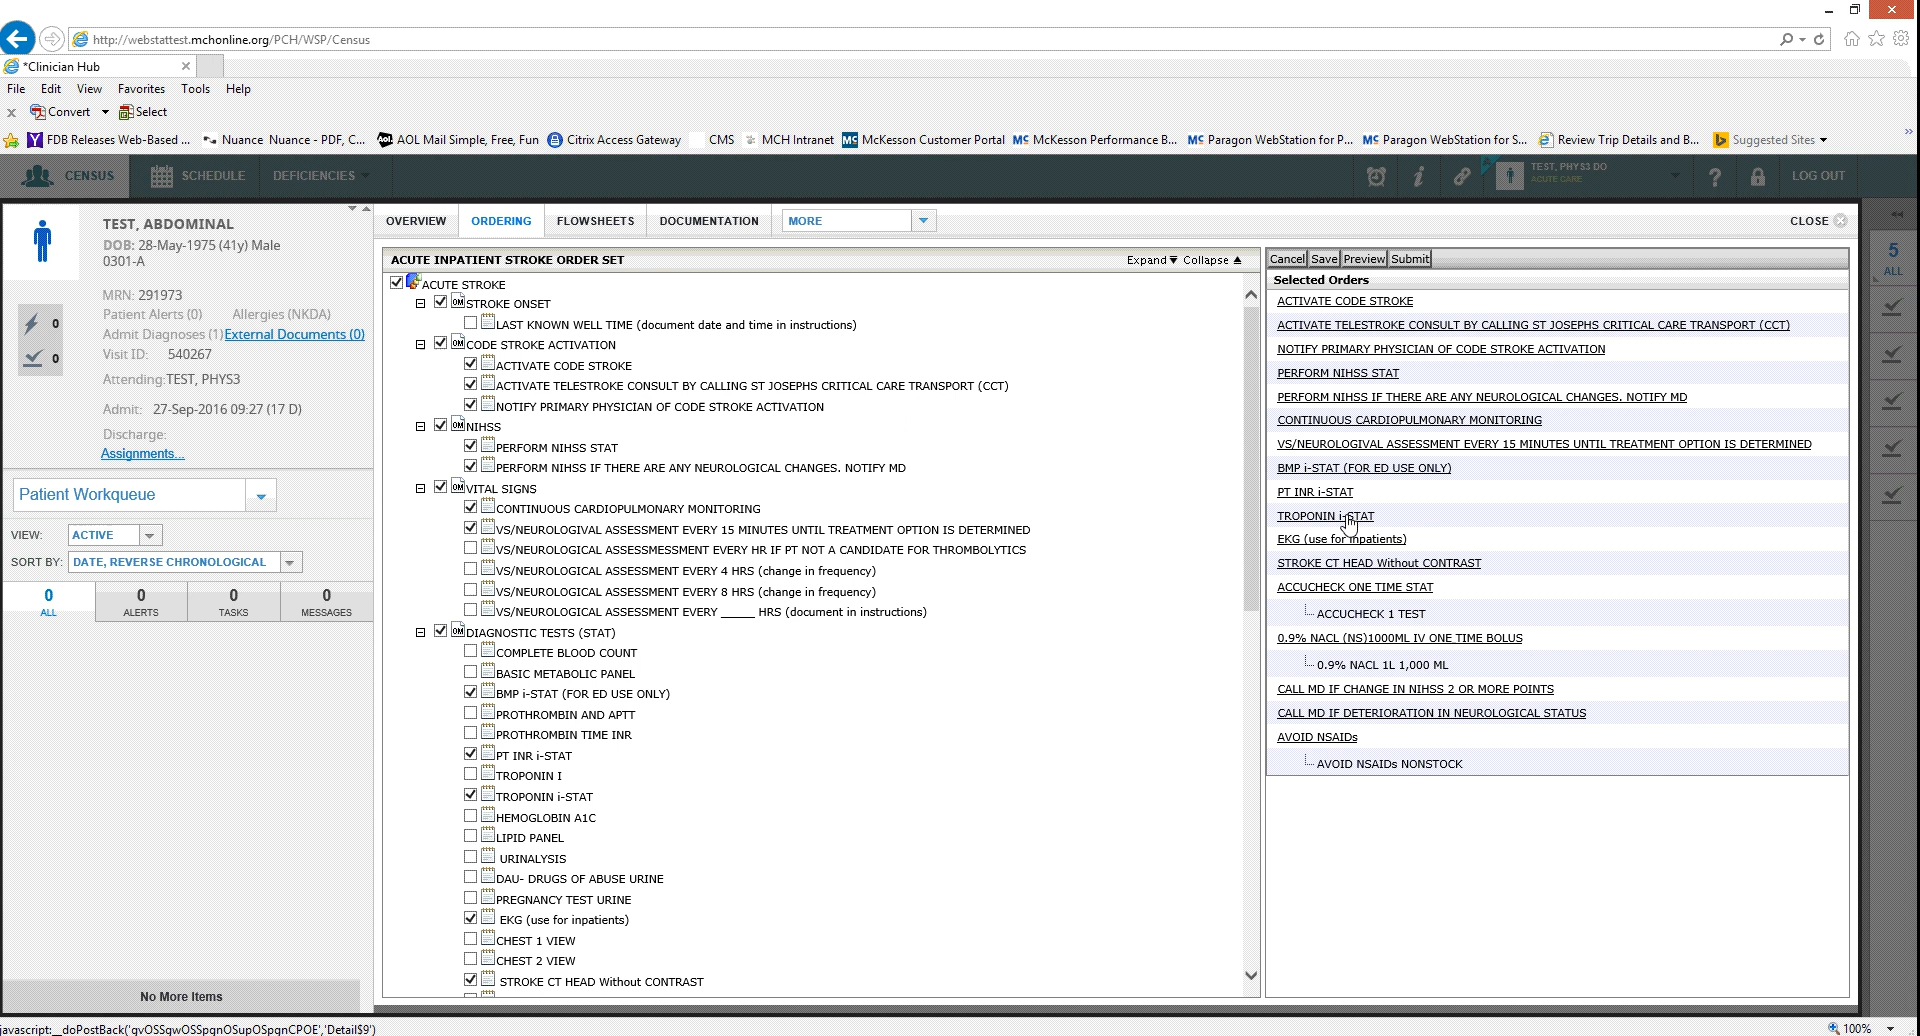 http://webstattest.mchonline.org/PCH/WSP/Census
*Clinician Hub
File Edit View Favorites Tools Help
x Convert Select
FDB Releases Web-Based ... Nuance Nuance - PDF, C... AOL Mail Simple, Free, Fun Citrix Access Gateway CMS MCH Intranet McKesson Customer Portal McKesson Performance B... Paragon WebStation for P... Paragon WebStation for S... Review Trip Details and B... Suggested Sites
CENSUS SCHEDULE DEFICIENCIES TEST, PHYS3 DO LOG OUT
ACUTE CARE
TEST, ABDOMINAL
DOB: 28-May-1975 (41y) Male
0301-A
MRN: 291973
Patient Alerts (0) Allergies (NKDA)
0
Admit Diagnoses (1) External Documents (0)
Visit ID: 540267
0
Attending:TEST, PHYS3
Admit: 27-Sep-2016 09:27 (17 D)
Discharge:
Assignments...
Patient Workqueue
VIEW: ACTIVE
SORT BY: DATE, REVERSE CHRONOLOGICAL
0 0 0 0
ALL ALERTS TASKS MESSAGES
No More Items
OVERVIEW ORDERING FLOWSHEETS DOCUMENTATION MORE CLOSE
ACUTE INPATIENT STROKE ORDER SET Expand Collapse
ACUTE STROKE
STROKE ONSET
LAST KNOWN WELL TIME (document date and time in instructions)
CODE STROKE ACTIVATION
ACTIVATE CODE STROKE
ACTIVATE TELESTROKE CONSULT BY CALLING ST JOSEPHS CRITICAL CARE TRANSPORT (CCT)
NOTIFY PRIMARY PHYSICIAN OF CODE STROKE ACTIVATION
NIHSS
PERFORM NIHSS STAT
PERFORM NIHSS IF THERE ARE ANY NEUROLOGICAL CHANGES. NOTIFY MD
VITAL SIGNS
CONTINUOUS CARDIOPULMONARY MONITORING
VS/NEUROLOGIVAL ASSESSMENT EVERY 15 MINUTES UNTIL TREATMENT OPTION IS DETERMINED
VS/NEUROLOGICAL ASSESSMESSMENT EVERY HR IF PT NOT A CANDIDATE FOR THROMBOLYTICS
VS/NEUROLOGICAL ASSESSMENT EVERY 4 HRS (change in frequency)
VS/NEUROLOGICAL ASSESSMENT EVERY 8 HRS (change in frequency)
VS/NEUROLOGICAL ASSESSMENT EVERY _____ HRS (document in instructions)
DIAGNOSTIC TESTS (STAT)
COMPLETE BLOOD COUNT
BASIC METABOLIC PANEL
BMP i-STAT (FOR ED USE ONLY)
PROTHROMBIN AND APTT
PROTHROMBIN TIME INR
PT INR i-STAT
TROPONIN I
TROPONIN i-STAT
HEMOGLOBIN A1C
LIPID PANEL
URINALYSIS
DAU- DRUGS OF ABUSE URINE
PREGNANCY TEST URINE
EKG (use for inpatients)
CHEST 1 VIEW
CHEST 2 VIEW
STROKE CT HEAD Without CONTRAST
Cancel Save Preview Submit
Selected Orders
ACTIVATE CODE STROKE
ACTIVATE TELESTROKE CONSULT BY CALLING ST JOSEPHS CRITICAL CARE TRANSPORT (CCT)
NOTIFY PRIMARY PHYSICIAN OF CODE STROKE ACTIVATION
PERFORM NIHSS STAT
PERFORM NIHSS IF THERE ARE ANY NEUROLOGICAL CHANGES. NOTIFY MD
CONTINUOUS CARDIOPULMONARY MONITORING
VS/NEUROLOGIVAL ASSESSMENT EVERY 15 MINUTES UNTIL TREATMENT OPTION IS DETERMINED
BMP i-STAT (FOR ED USE ONLY)
PT INR i-STAT
TROPONIN i-STAT
EKG (use for inpatients)
STROKE CT HEAD Without CONTRAST
ACCUCHECK ONE TIME STAT
ACCUCHECK 1 TEST
0.9% NACL (NS)1000ML IV ONE TIME BOLUS
0.9% NACL 1L 1,000 ML
CALL MD IF CHANGE IN NIHSS 2 OR MORE POINTS
CALL MD IF DETERIORATION IN NEUROLOGICAL STATUS
AVOID NSAIDs
AVOID NSAIDs NONSTOCK
5
ALL
javascript:__doPostBack('gvOSSgwOSSpgnOSupOSpgnCPOE','Detail$9') 100%